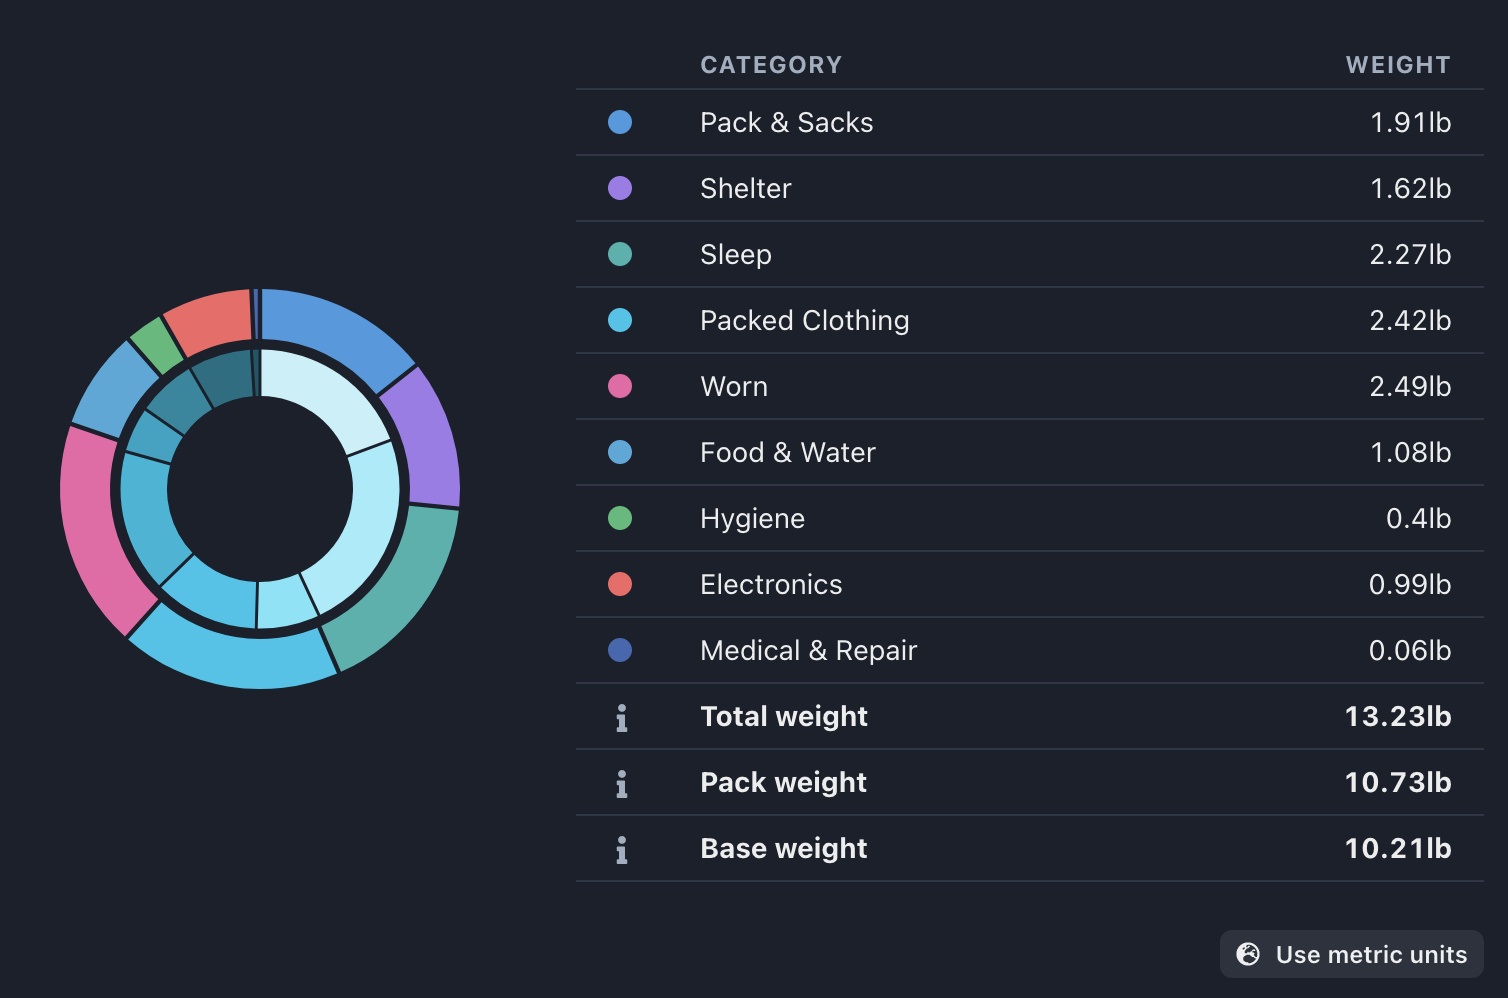 CATEGORY WEIGHT
Pack & Sacks 1.91lb
Shelter 1.62lb
Sleep 2.27lb
Packed Clothing 2.42lb
Worn 2.49lb
Food & Water 1.08lb
Hygiene 0.4lb
Electronics 0.99lb
Medical & Repair 0.06lb
Total weight 13.23lb
Pack weight 10.73lb
Base weight 10.21lb
Use metric units